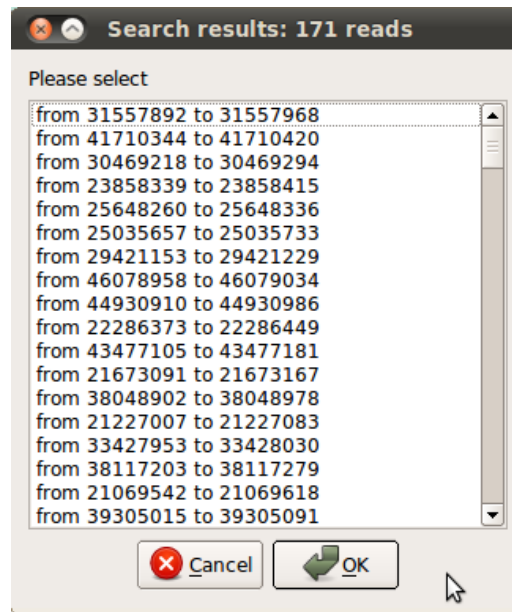 Search results: 171 reads
Please select
from 31557892 to 31557968
from 41710344 to 41710420
from 30469218 to 30469294
from 23858339 to 23858415
from 25648260 to 25648336
from 25035657 to 25035733
from 29421153 to 29421229
from 46078958 to 46079034
from 44930910 to 44930986
from 22286373 to 22286449
from 43477105 to 43477181
from 21673091 to 21673167
from 38048902 to 38048978
from 21227007 to 21227083
from 33427953 to 33428030
from 38117203 to 38117279
from 21069542 to 21069618
from 39305015 to 39305091
Cancel OK